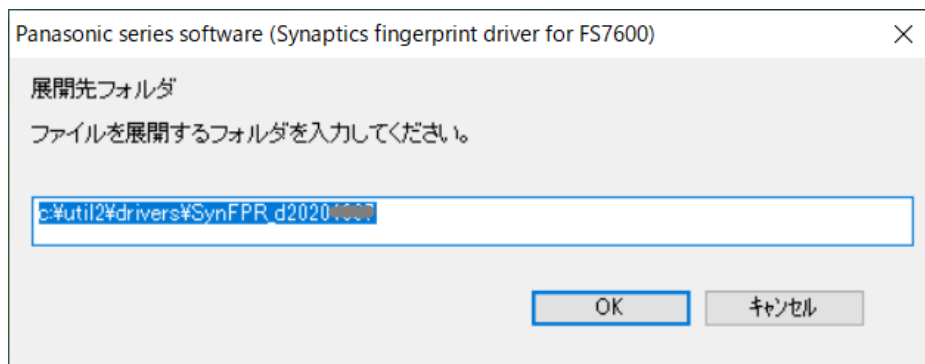 Panasonic series software (Synaptics fingerprint driver for FS7600)
展開先フォルダ
ファイルを展開するフォルダを入力してください。
c:¥util2¥drivers¥SynFPR_d2020
OK
キャンセル